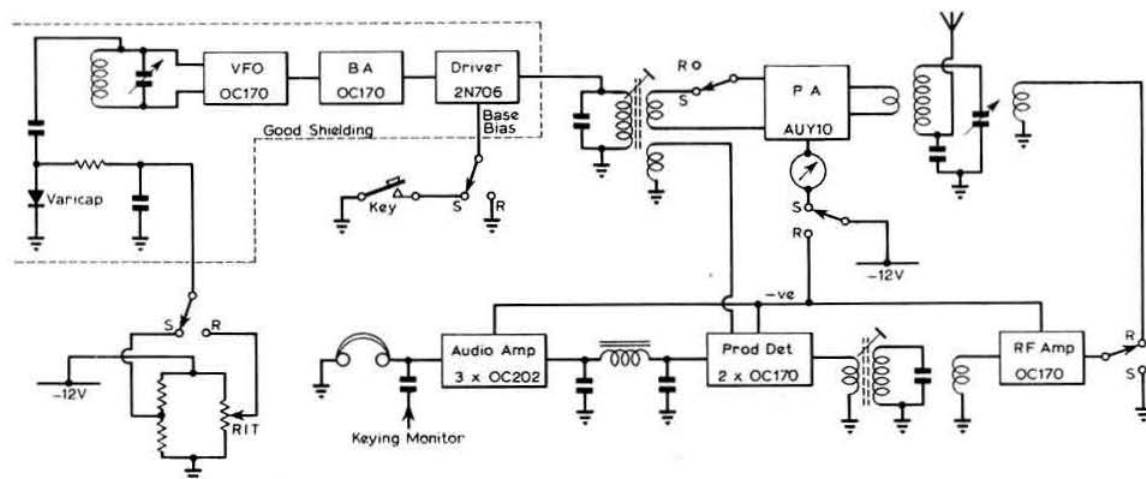 VFO
OC170
BA
OC170
Driver
2N706
Base
Bias
Good Shielding
Varicap
Key
S
R
R
S
PA
AUY10
S
R
-12V
-ve
S
R
-12V
RIT
Audio Amp
3 x OC202
Keying Monitor
Prod Det
2 x OC170
RF Amp
OC170
R
S